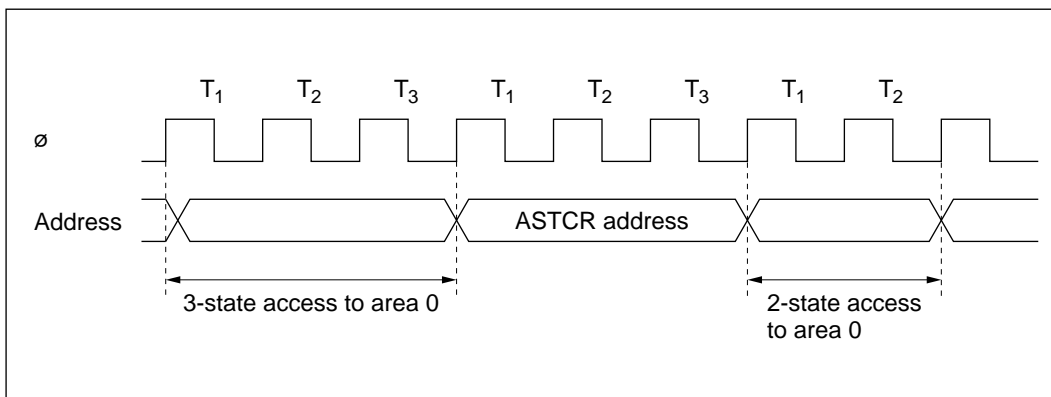 T1 T2 T3 T1 T2 T3 T1 T2
ø
Address ASTCR address
3-state access to area 0 2-state access
to area 0